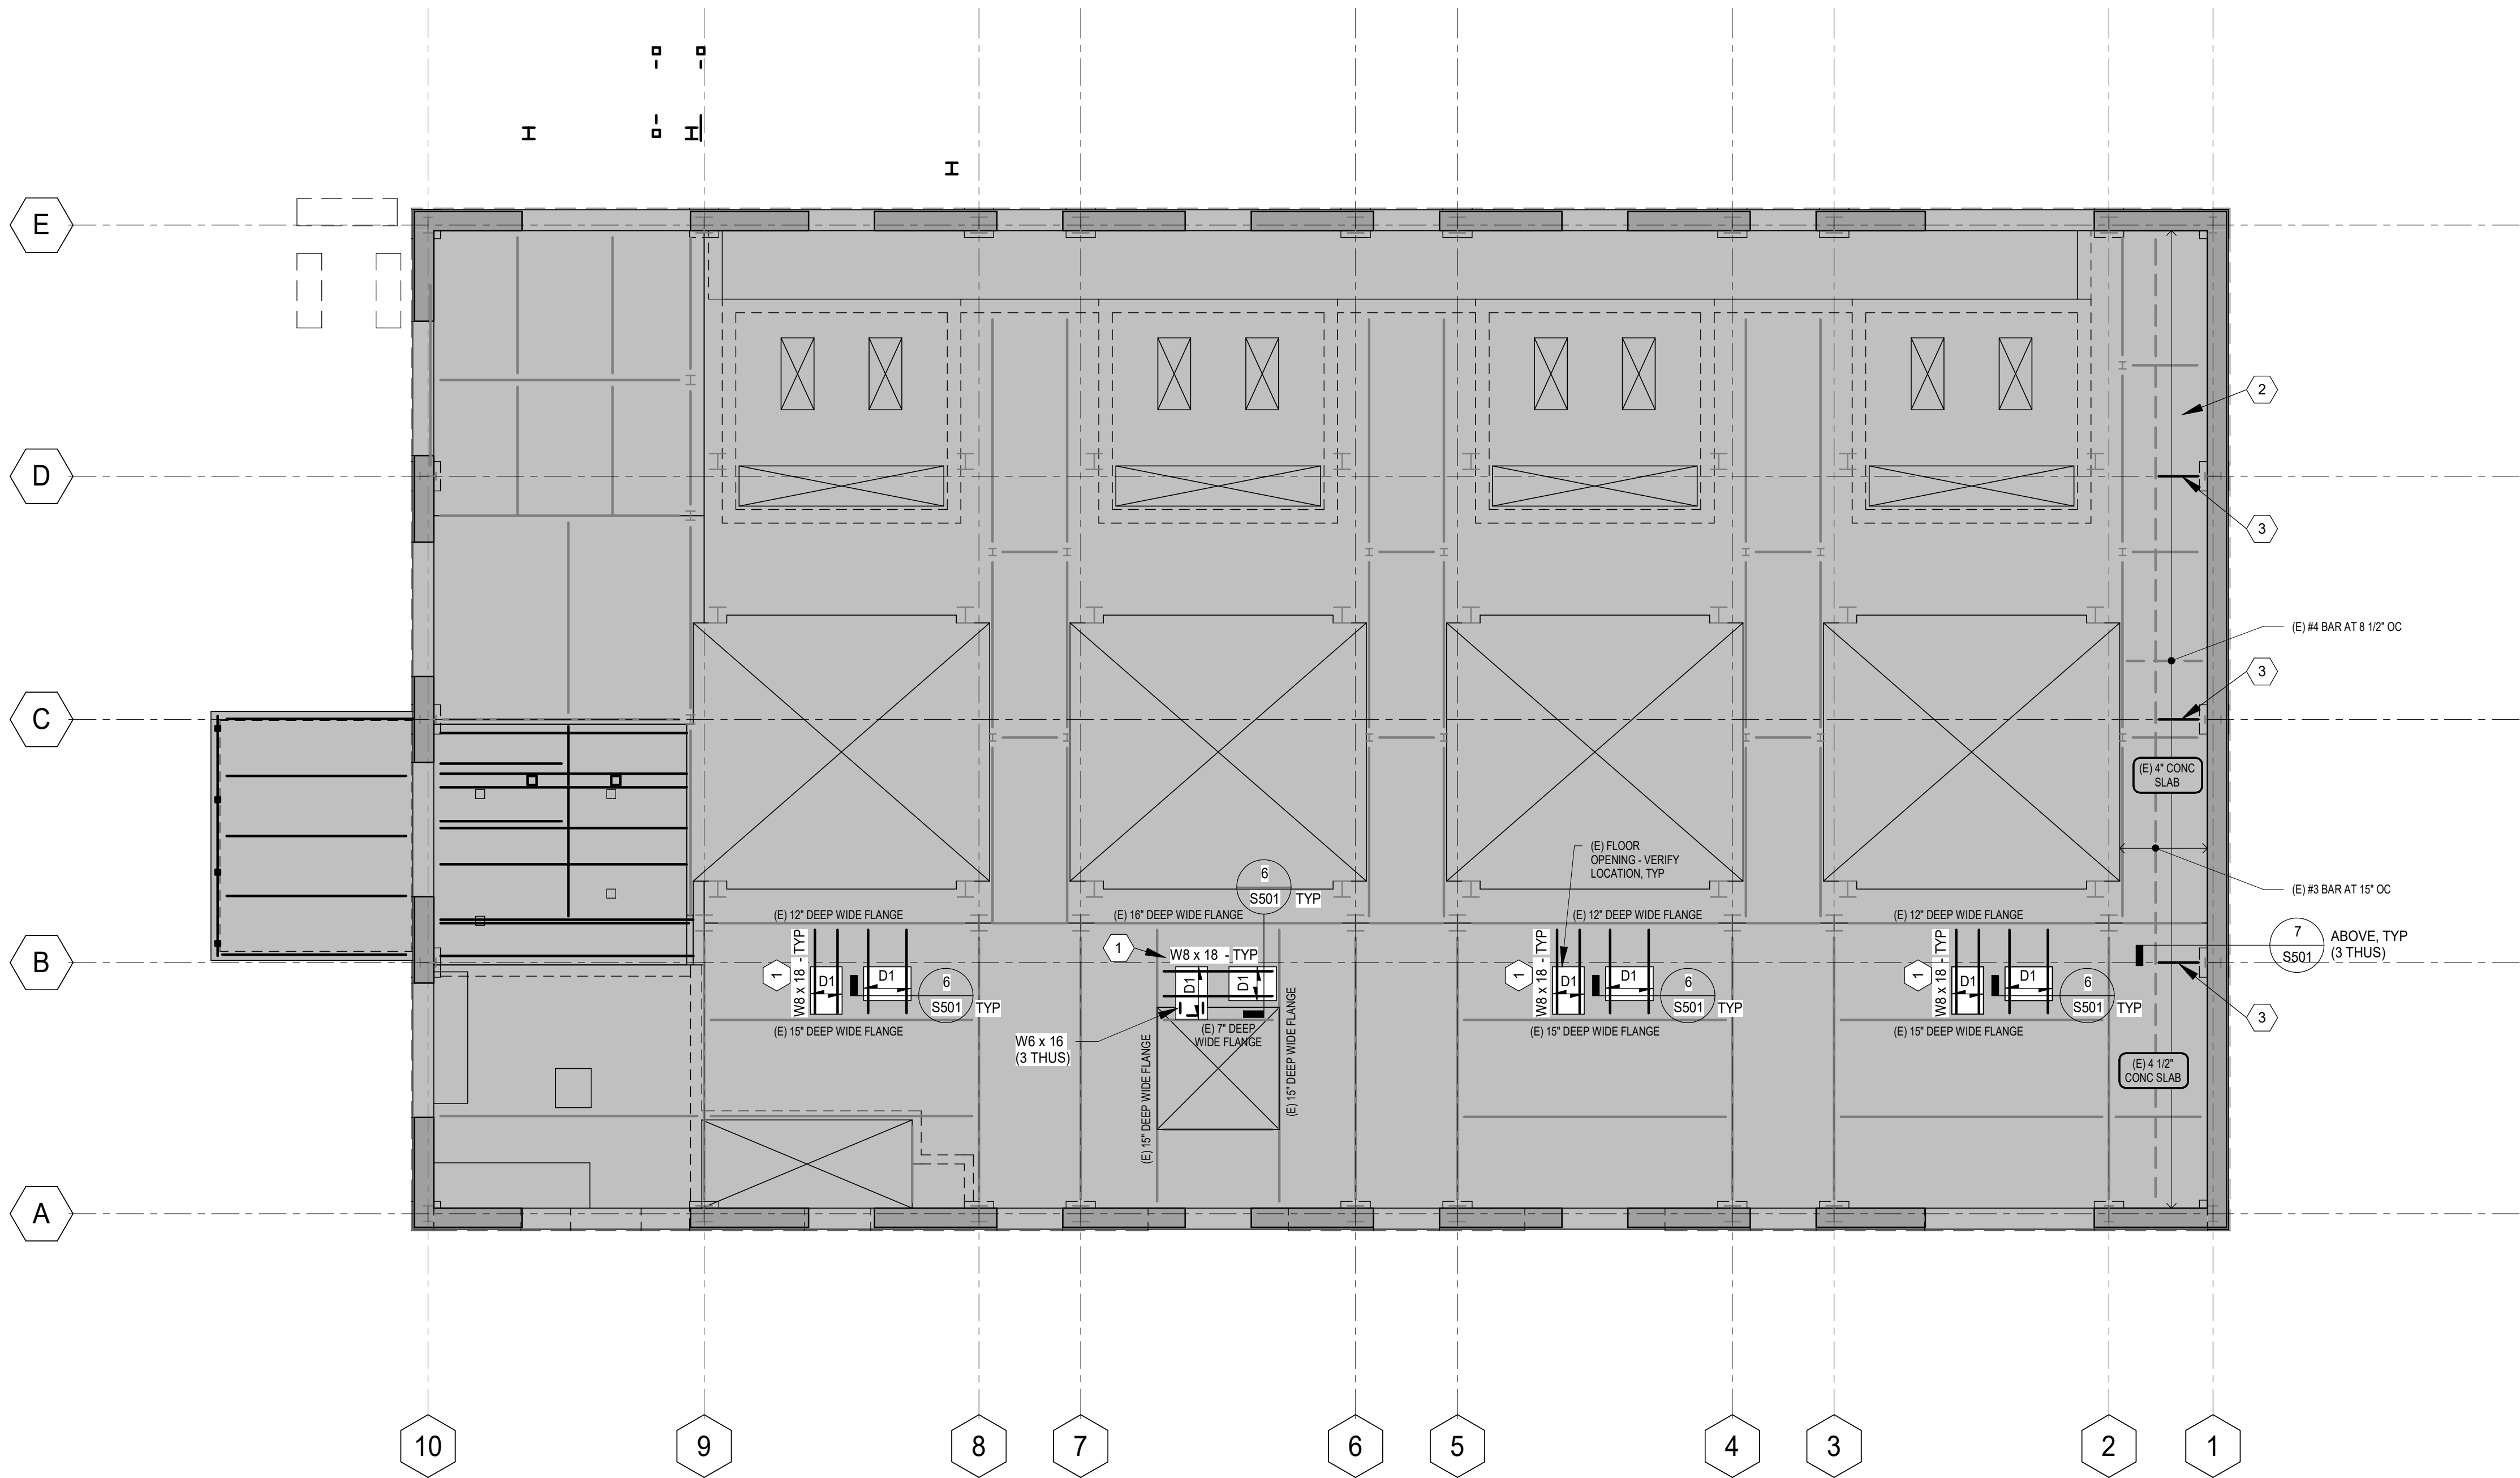 E
D
C
B
A
2
3
(E) #4 BAR AT 8 1/2" OC
3
(E) 4" CONC
SLAB
(E) FLOOR
OPENING - VERIFY
LOCATION, TYP
6
S501
TYP
(E) #3 BAR AT 15" OC
(E) 12" DEEP WIDE FLANGE
(E) 16" DEEP WIDE FLANGE
(E) 12" DEEP WIDE FLANGE
(E) 12" DEEP WIDE FLANGE
7
S501
ABOVE, TYP
(3 THUS)
1
W8 x 18 - TYP
1
W8 x 18 - TYP
D1
D1
6
S501
TYP
D1
D1
1
W8 x 18 - TYP
D1
D1
6
S501
TYP
1
W8 x 18 - TYP
D1
D1
6
S501
TYP
3
(E) 15" DEEP WIDE FLANGE
(E) 7" DEEP
WIDE FLANGE
(E) 15" DEEP WIDE FLANGE
(E) 15" DEEP WIDE FLANGE
W6 x 16
(3 THUS)
(E) 15" DEEP WIDE FLANGE
(E) 15" DEEP WIDE FLANGE
(E) 4 1/2"
CONC SLAB
10
9
8
7
6
5
4
3
2
1